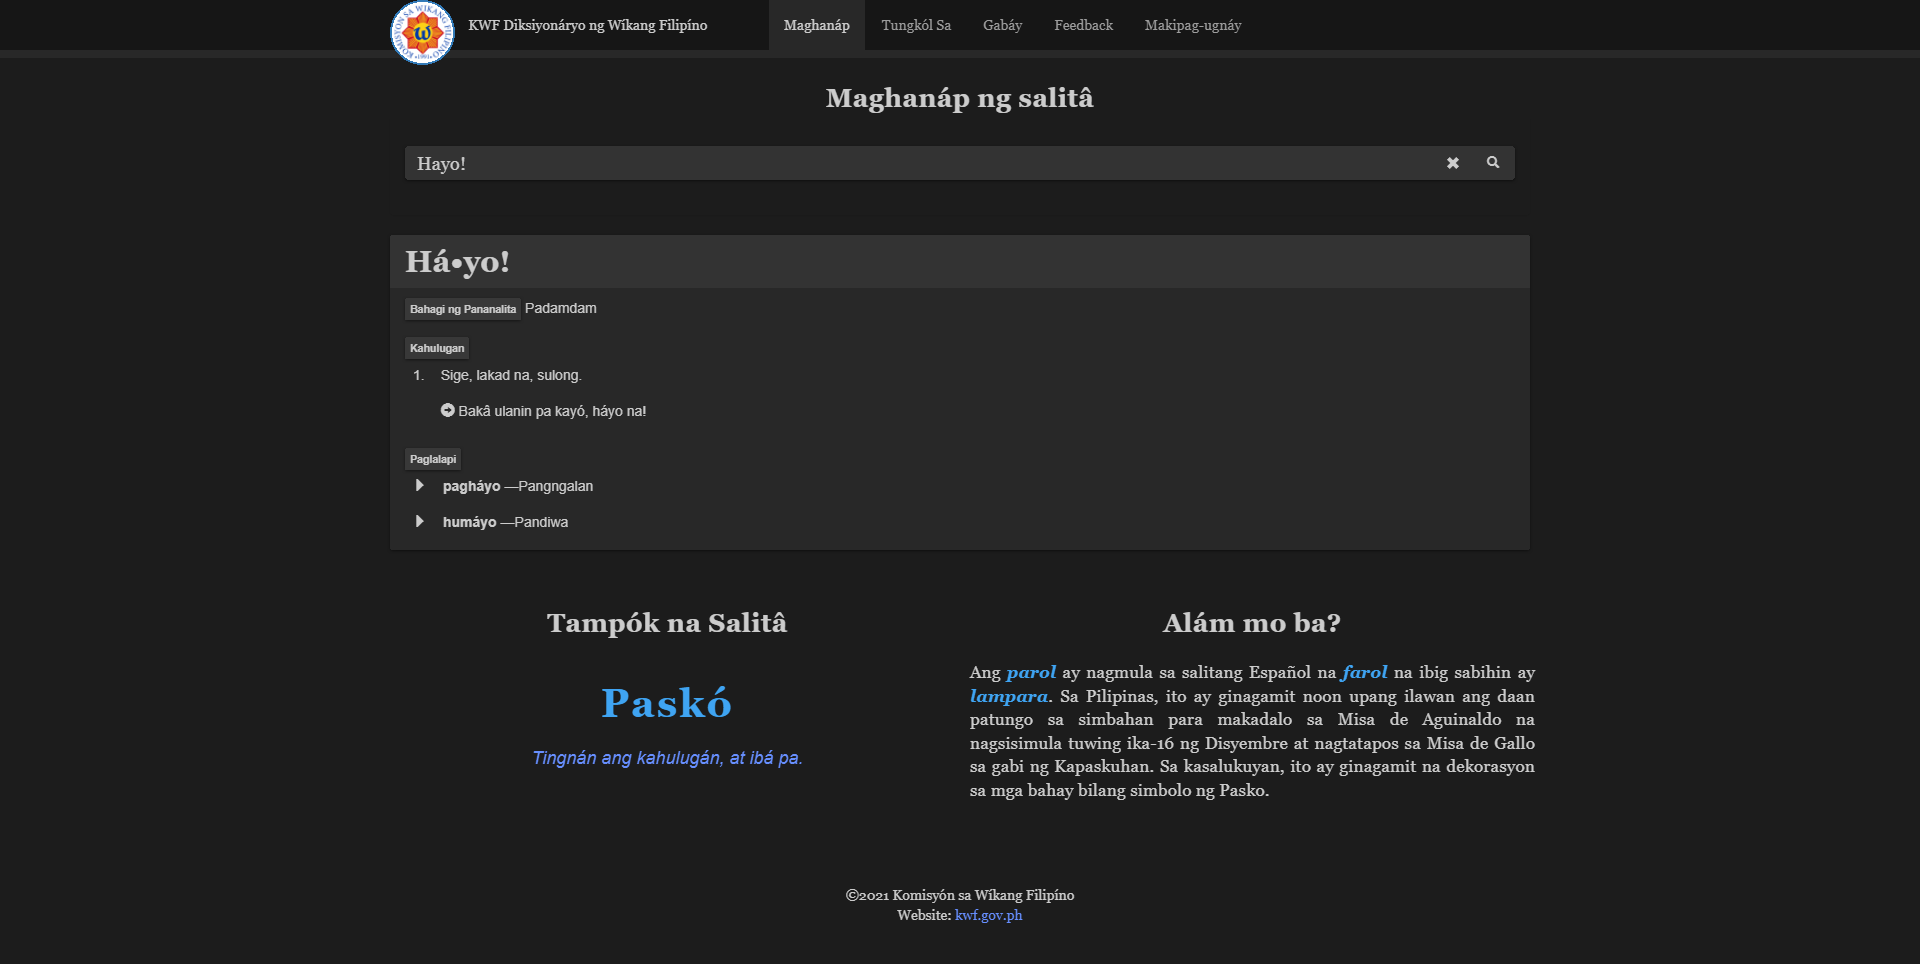 KOMISYON SA WIKANG FILIPINO
w
•1991•
KWF Diksiyonáryo ng Wíkang Filipíno
Maghanáp
Tungkól Sa
Gabáy
Feedback
Makipag-ugnáy
Maghanáp ng salitâ
Hayo!
Há•yo!
Bahagi ng Pananalita Padamdam
Kahulugan
1. Sige, lakad na, sulong.
Bakâ ulanin pa kayó, háyo na!
Paglalapi
pagháyo —Pangngalan
humáyo —Pandiwa
Tampók na Salitâ
Paskó
Tingnán ang kahulugán, at ibá pa.
Alám mo ba?
Ang parol ay nagmula sa salitang Español na farol na ibig sabihin ay
lampara. Sa Pilipinas, ito ay ginagamit noon upang ilawan ang daan
patungo sa simbahan para makadalo sa Misa de Aguinaldo na
nagsisimula tuwing ika-16 ng Disyembre at nagtatapos sa Misa de Gallo
sa gabi ng Kapaskuhan. Sa kasalukuyan, ito ay ginagamit na dekorasyon
sa mga bahay bilang simbolo ng Pasko.
©2021 Komisyón sa Wíkang Filipíno
Website: kwf.gov.ph